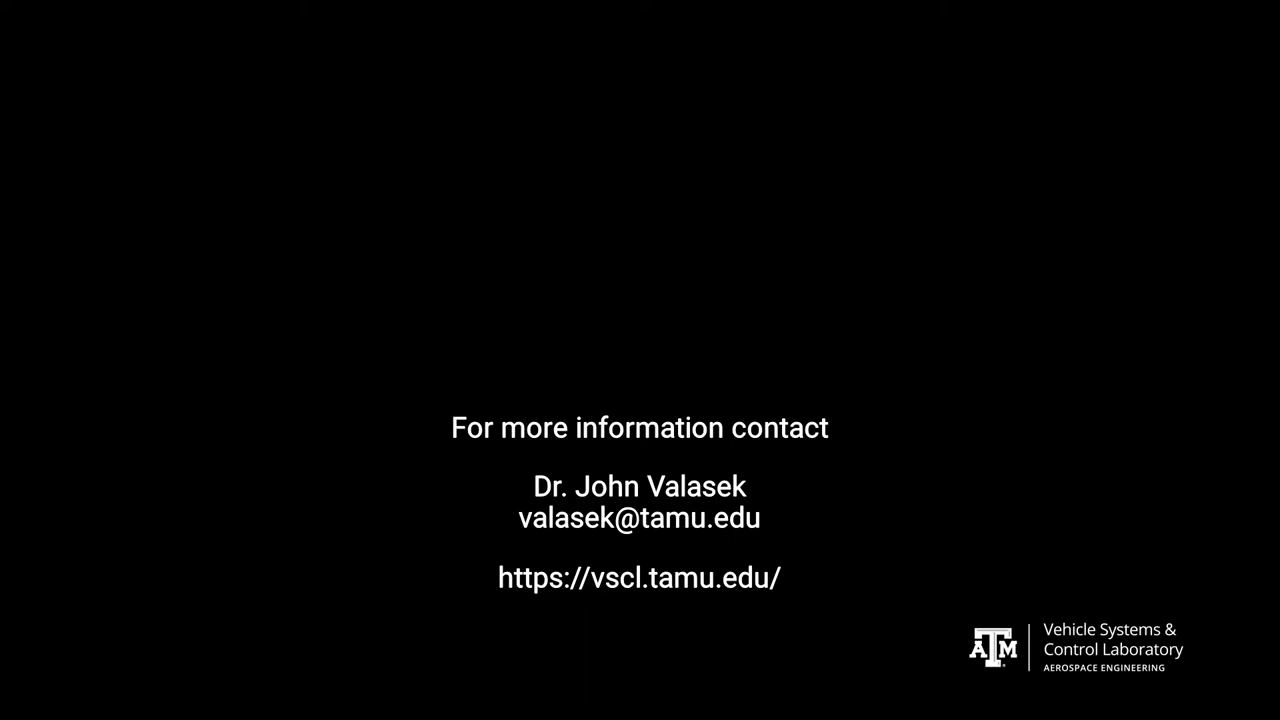 For more information contact
Dr. John Valasek
valasek@tamu.edu
https://vscl.tamu.edu/
ATM
Vehicle Systems &
Control Laboratory
AEROSPACE ENGINEERING